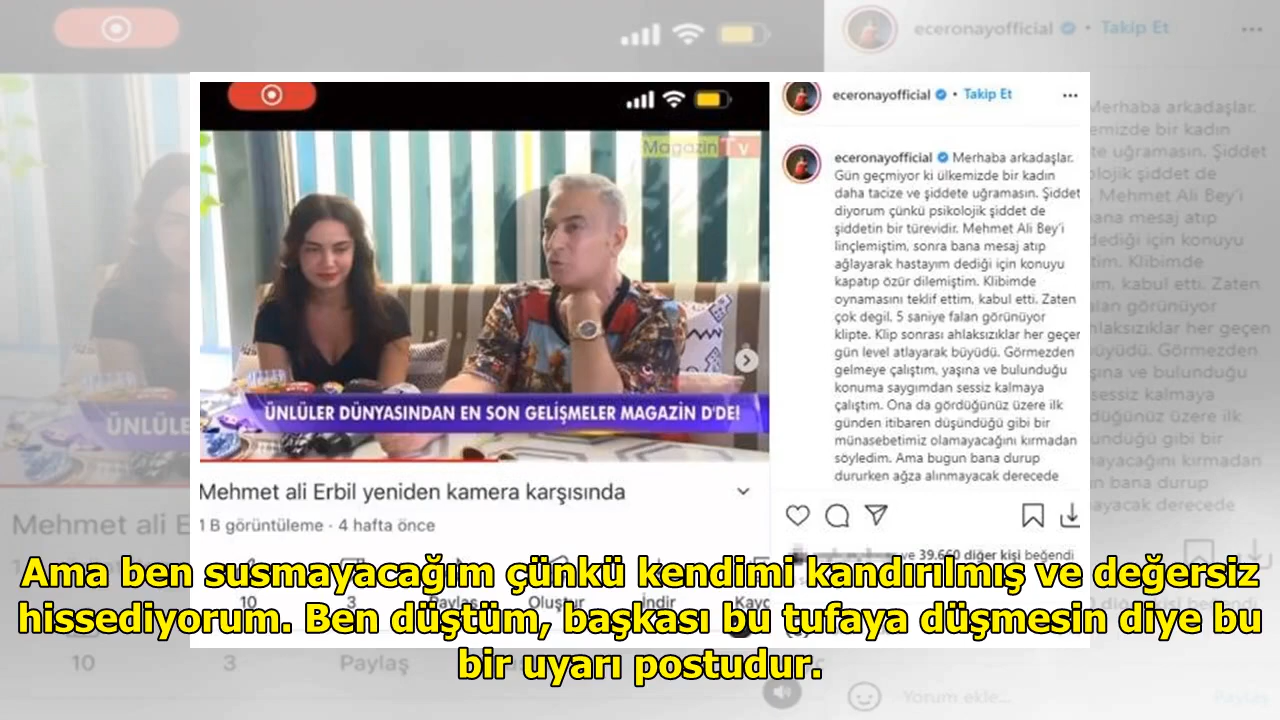 eceronayofficial • Takip Et
Magazin Tv
ÜNLÜLER DÜNYASINDAN EN SON GELİŞMELER MAGAZİN D'DE!
Mehmet ali Erbil yeniden kamera karşısında
1 B görüntüleme · 4 hafta önce
10
3
Paylaş
Oluştur
İndir
eceronayofficial • Takip Et
eceronayofficial Merhaba arkadaşlar.
Gün geçmiyor ki ülkemizde bir kadın
daha tacize ve şiddete uğramasın. Şiddet
diyorum çünkü psikolojik şiddet de
şiddetin bir türevidir. Mehmet Ali Bey'i
linçlemiştim, sonra bana mesaj atıp
ağlayarak hastayım dediği için konuyu
kapatıp özür dilemiştim. Klibimde
oynamasını teklif ettim, kabul etti. Zaten
çok degil. 5 saniye falan görünüyor
klipte. Klip sonrası ahlaksızıklar her geçen
gün level atlayarak büyüdü. Görmezden
gelmeye çalıştım, yaşına ve bulunduğu
konuma saygımdan sessiz kalmaya
çalıştım. Ona da gördüğünüz üzere ilk
günden itibaren düşündüğü gibi bir
münasebetimiz olamayacağını kırmadan
söyledim. Ama bugun bana durup
dururken ağza alınmayacak derecede
ve 39.660 diğer kişi beğendi
Ama ben susmayacağım çünkü kendimi kandırılmış ve değersiz
hissediyorum. Ben düştüm, başkası bu tufaya düşmesin diye bu
bir uyarı postudur.
10
3
Paylaş
Yorum ekle...
Paylaş